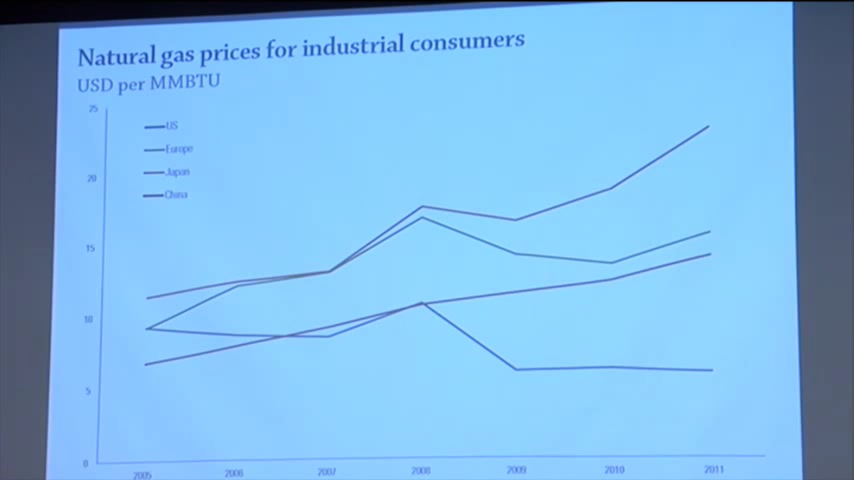 Natural gas prices for industrial consumers
USD per MMBTU
25
US
Europe
Japan
20
China
15
10
5
0
2005 2006 2007 2008 2009 2010 2011